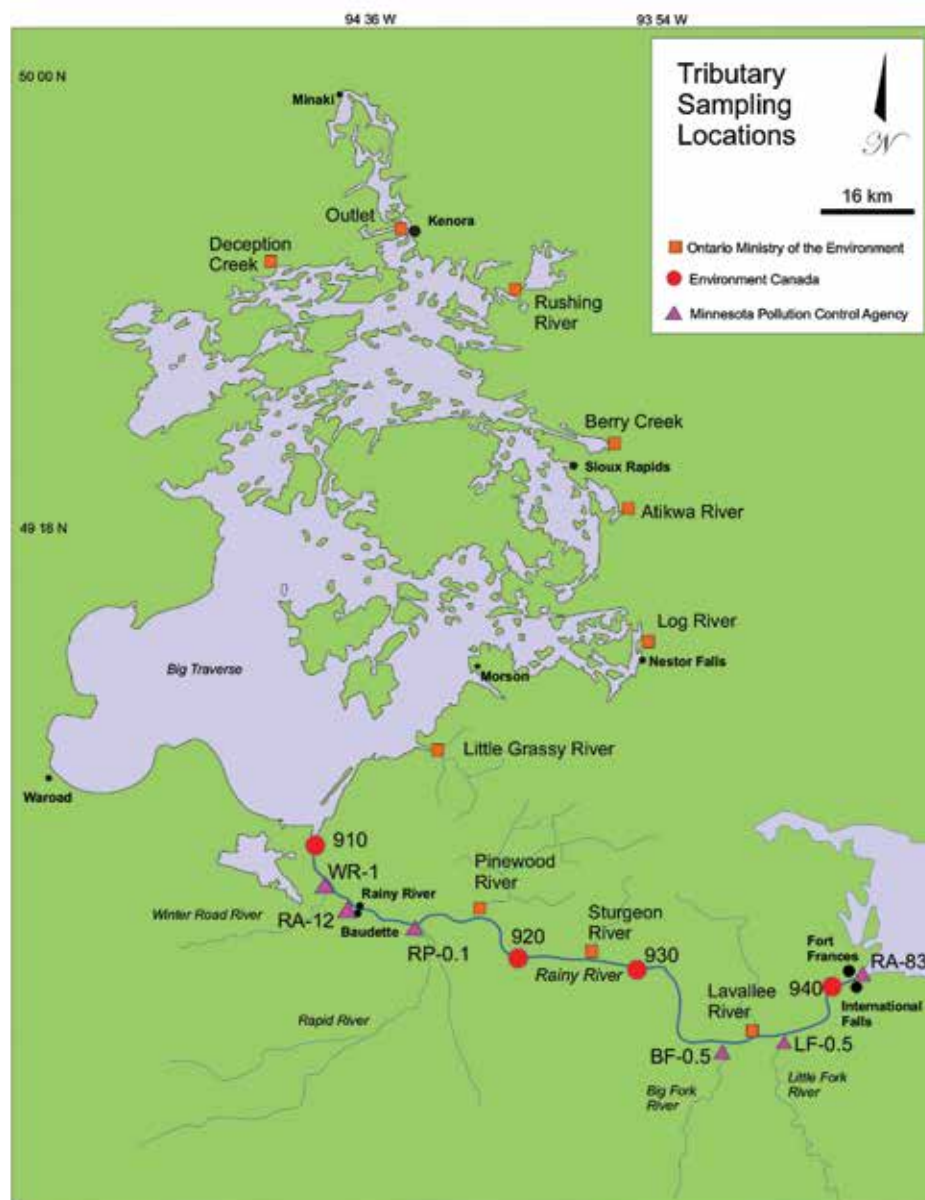 94 36 W
93 54 W
50 00 N
Tributary
Sampling
Locations
N
16 km
Ontario Ministry of the Environment
Environment Canada
Minnesota Pollution Control Agency
Minaki
Outlet
Kenora
Deception
Creek
Rushing
River
Berry Creek
Sioux Rapids
Atikwa River
49 18 N
Log River
Nestor Falls
Big Traverse
Morson
Little Grassy River
Waroad
910
WR-1
Pinewood
River
Rainy River
Winter Road River
RA-12
Baudette
RP-0.1
Sturgeon
River
920
930
Rainy River
Fort
Frances
RA-83
940
International
Falls
Lavallee
River
Rapid River
BF-0.5
LF-0.5
Big Fork
River
Little Fork
River